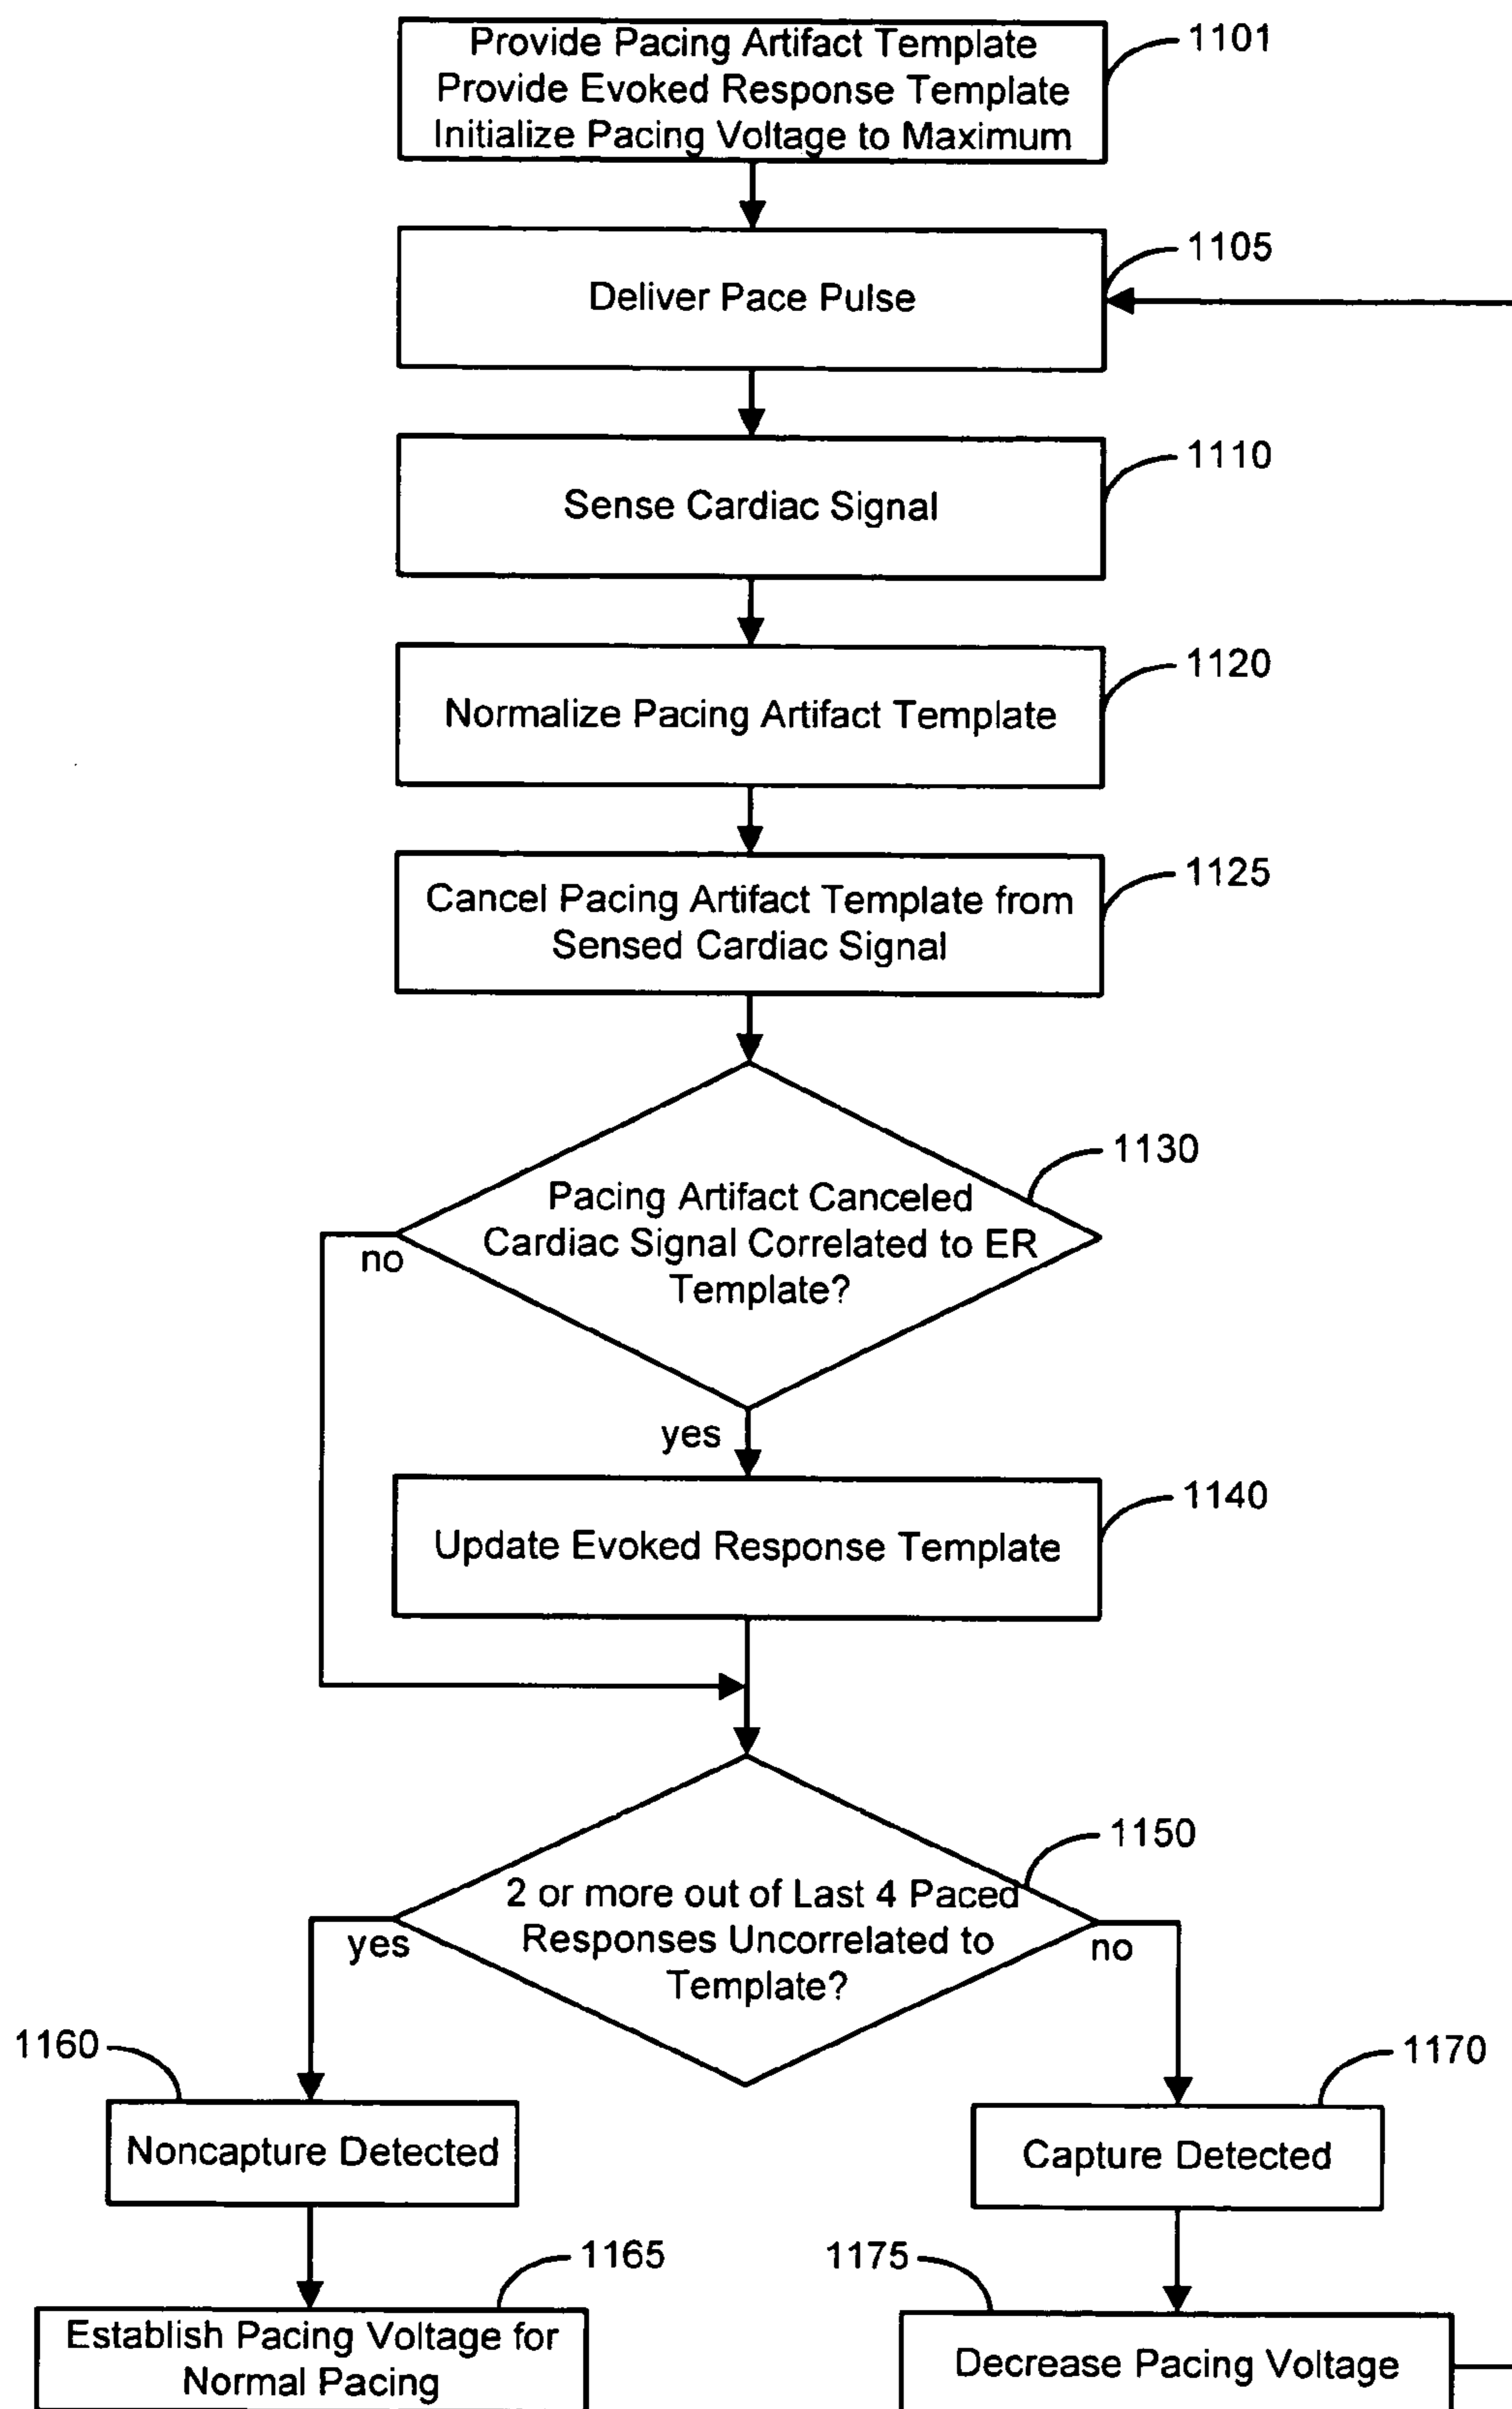 Provide Pacing Artifact Template
Provide Evoked Response Template
Initialize Pacing Voltage to Maximum
1101
Deliver Pace Pulse
1105
Sense Cardiac Signal
1110
Normalize Pacing Artifact Template
1120
Cancel Pacing Artifact Template from
Sensed Cardiac Signal
1125
Pacing Artifact Canceled
Cardiac Signal Correlated to ER
Template?
1130
no
yes
Update Evoked Response Template
1140
2 or more out of Last 4 Paced
Responses Uncorrelated to
Template?
1150
yes
no
1160
Noncapture Detected
1170
Capture Detected
1165
Establish Pacing Voltage for
Normal Pacing
1175
Decrease Pacing Voltage